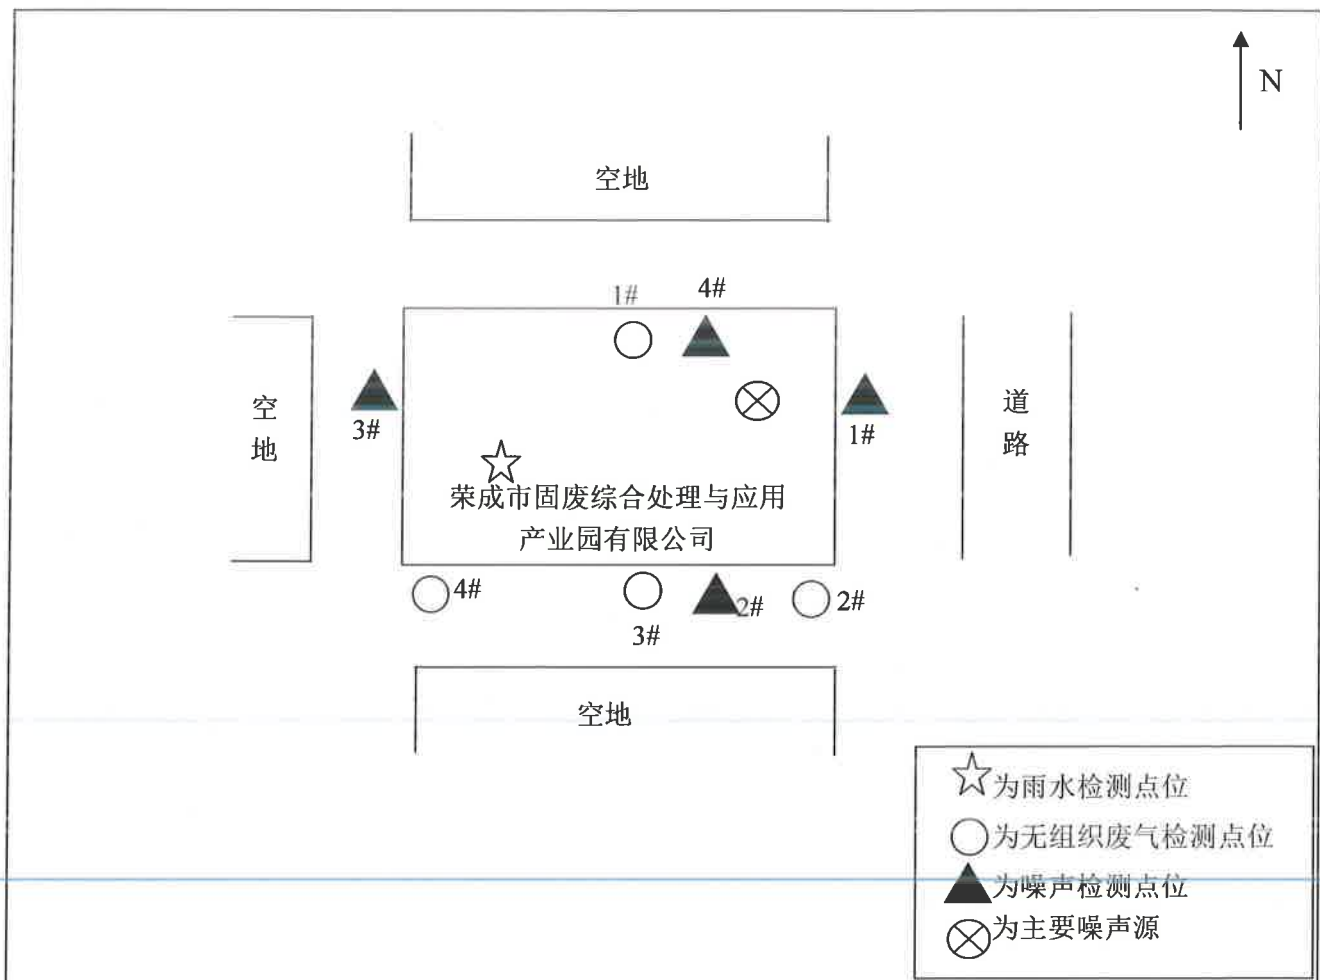 N
空地
1#
4#
空
地
3#
1#
道
路
荣成市固废综合处理与应用
产业园有限公司
4#
3#
2#
2#
空地
为雨水检测点位
为无组织废气检测点位
为噪声检测点位
为主要噪声源